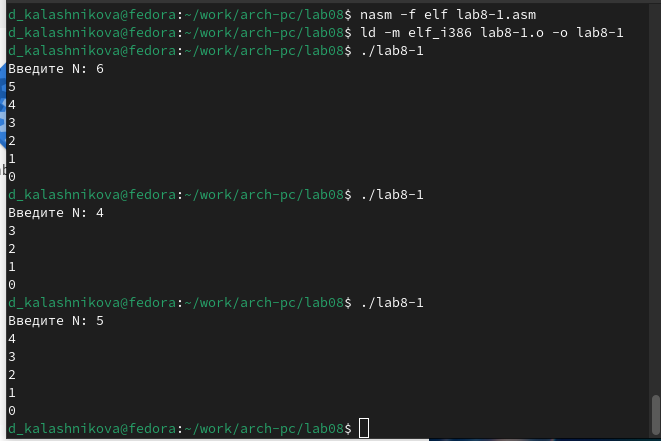 d_kalashnikova@fedora:~/work/arch-pc/lab08$ nasm -f elf lab8-1.asm
d_kalashnikova@fedora:~/work/arch-pc/lab08$ ld -m elf_i386 lab8-1.o -o lab8-1
d_kalashnikova@fedora:~/work/arch-pc/lab08$ ./lab8-1
Введите N: 6
5
4
3
2
1
0
d_kalashnikova@fedora:~/work/arch-pc/lab08$ ./lab8-1
Введите N: 4
3
2
1
0
d_kalashnikova@fedora:~/work/arch-pc/lab08$ ./lab8-1
Введите N: 5
4
3
2
1
0
d_kalashnikova@fedora:~/work/arch-pc/lab08$